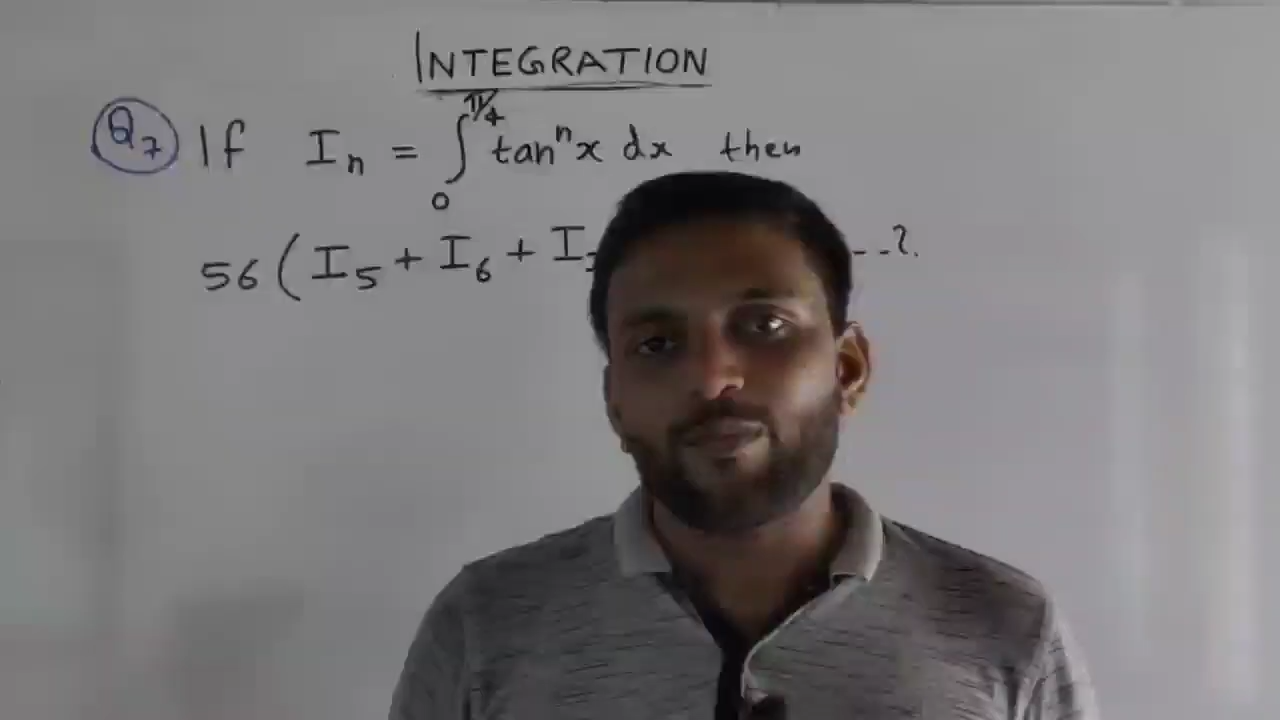 INTEGRATION
Q7 If Iₙ = ∫₀^{π/4} tanⁿx dx then
56 (I₅ + I₆ + I ---?.